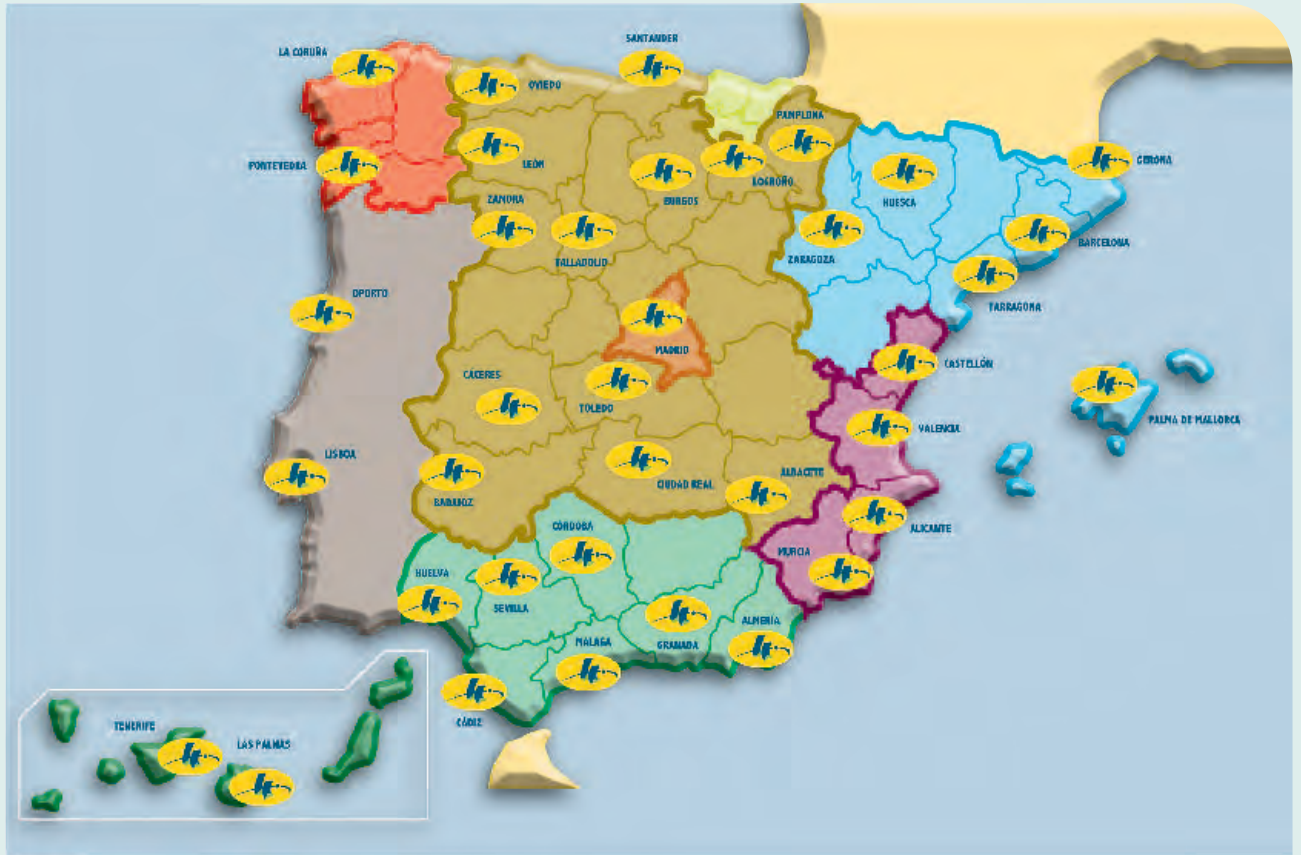 SANTANDER
LA CORUÑA
OVIEDO
PAMPLONA
PONTEVEDRA
LEÓN
GERONA
LOGROÑO
ZAMORA
BURGOS
HUESCA
VALLADOLID
ZARAGOZA
BARCELONA
OPORTO
TARRAGONA
MADRID
CASTELLÓN
CÁCERES
TOLEDO
PALMA DE MALLORCA
VALENCIA
LISBOA
ALBACETE
BADAJOZ
CIUDAD REAL
CÓRDOBA
ALICANTE
MURCIA
HUELVA
SEVILLA
ALMERÍA
MÁLAGA
GRANADA
CÁDIZ
TENERIFE
LAS PALMAS